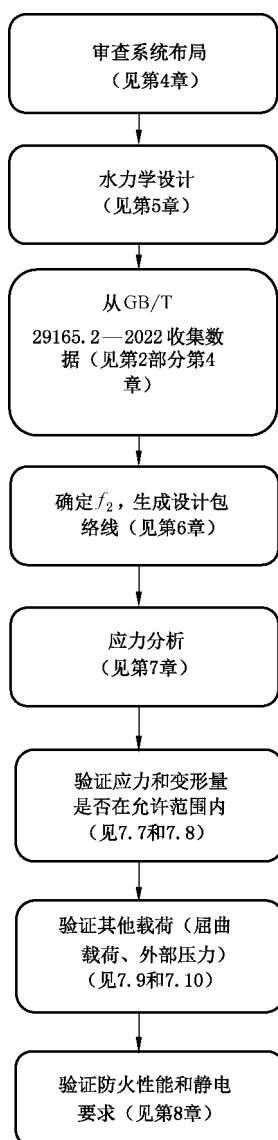 审查系统布局
（见第4章）
水力学设计
（见第5章）
从GB/T
29165.2—2022收集数
据（见第2部分第4
章）
确定f₂，生成设计包
络线（见第6章）
应力分析
（见第7章）
验证应力和变形量
是否在允许范围内
（见7.7和7.8）
验证其他载荷（屈曲
载荷、外部压力）
（见7.9和7.10）
验证防火性能和静电
要求（见第8章）